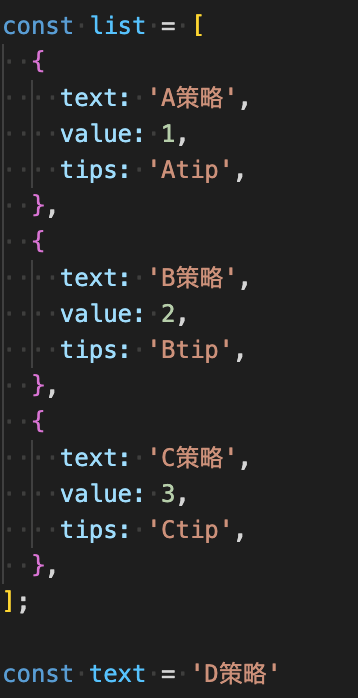 const list = [
  {
    text: 'A策略',
    value: 1,
    tips: 'Atip',
  },
  {
    text: 'B策略',
    value: 2,
    tips: 'Btip',
  },
  {
    text: 'C策略',
    value: 3,
    tips: 'Ctip',
  },
];

const text = 'D策略'